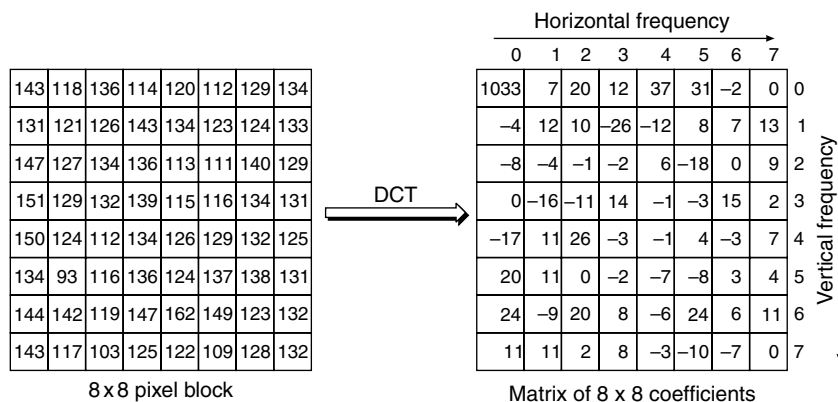 Horizontal frequency
0 1 2 3 4 5 6 7
143 118 136 114 120 112 129 134
131 121 126 143 134 123 124 133
147 127 134 136 113 111 140 129
151 129 132 139 115 116 134 131
150 124 112 134 126 129 132 125
134 93 116 136 124 137 138 131
144 142 119 147 162 149 123 132
143 117 103 125 122 109 128 132
8 x 8 pixel block
DCT
1033 7 20 12 37 31 –2 0 0
–4 12 10 –26 –12 8 7 13 1
–8 –4 –1 –2 6 –18 0 9 2
0 –16 –11 14 –1 –3 15 2 3
–17 11 26 –3 –1 4 –3 7 4
20 11 0 –2 –7 –8 3 4 5
24 –9 20 8 –6 24 6 11 6
11 11 2 8 –3 –10 –7 0 7
Vertical frequency
Matrix of 8 x 8 coefficients